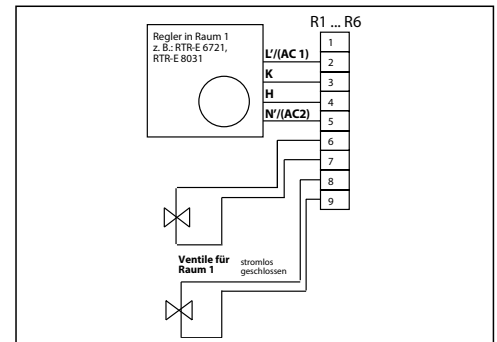 R1 ... R6
Regler in Raum 1
z. B.: RTR-E 6721,
RTR-E 8031
L'/(AC 1)
K
H
N'/(AC2)
1
2
3
4
5
6
7
8
9
Ventile für
Raum 1
stromlos
geschlossen